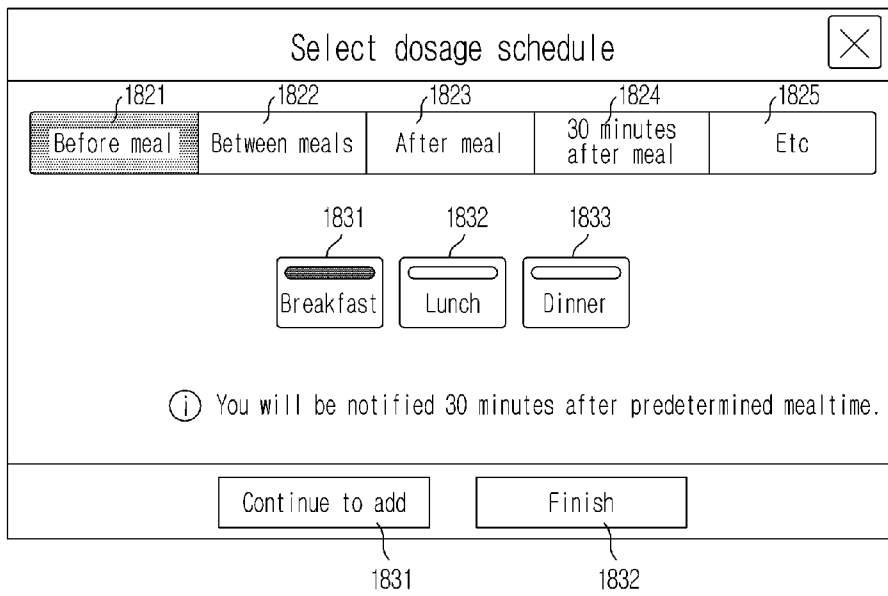 Select dosage schedule
1821 1822 1823 1824 1825
Before meal Between meals After meal 30 minutes after meal Etc
1831 1832 1833
Breakfast Lunch Dinner
i You will be notified 30 minutes after predetermined mealtime.
Continue to add Finish
1831 1832